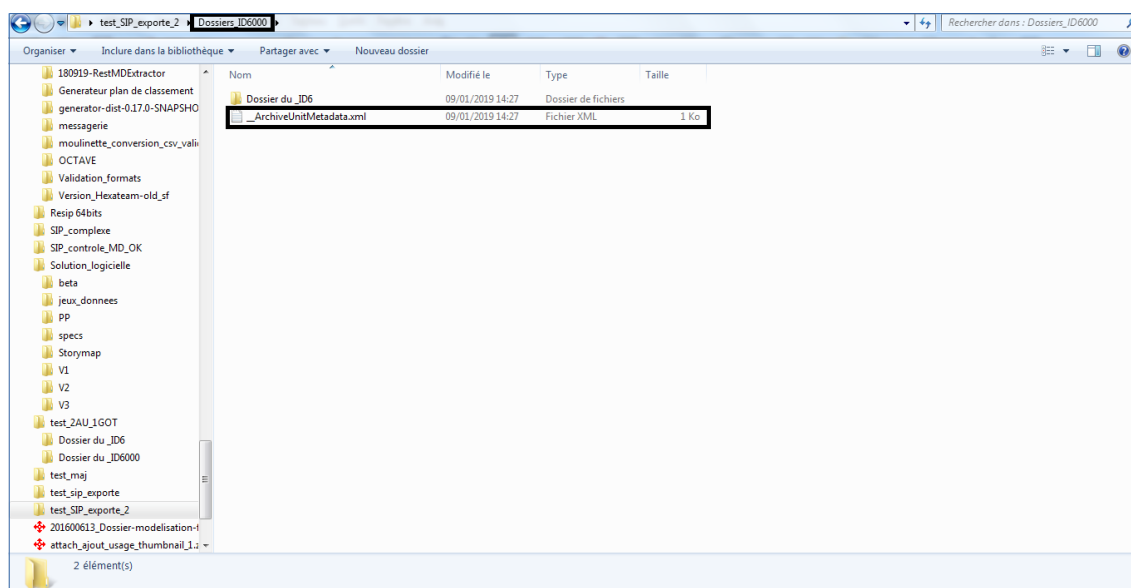 test_SIP_exporte_2 Dossiers_ID6000
Rechercher dans : Dossiers_ID6000
Organiser Inclure dans la bibliothèque Partager avec Nouveau dossier
180919-RestMDExtractor
Generateur plan de classement
generator-dist-0.17.0-SNAPSHO
messagerie
moulinette_conversion_csv_vali
OCTAVE
Validation_formats
Version_Hexateam-old_sf
Resip 64bits
SIP_complexe
SIP_controle_MD_OK
Solution_logicielle
beta
jeux_donnees
PP
specs
Storymap
V1
V2
V3
test_2AU_1GOT
Dossier du _ID6
Dossier du _ID6000
test_maj
test_sip_exporte
test_SIP_exporte_2
201600613_Dossier-modelisation-f
attach_ajout_usage_thumbnail_1.z
Nom Modifié le Type Taille
Dossier du _ID6 09/01/2019 14:27 Dossier de fichiers
__ArchiveUnitMetadata.xml 09/01/2019 14:27 Fichier XML 1 Ko
2 élément(s)